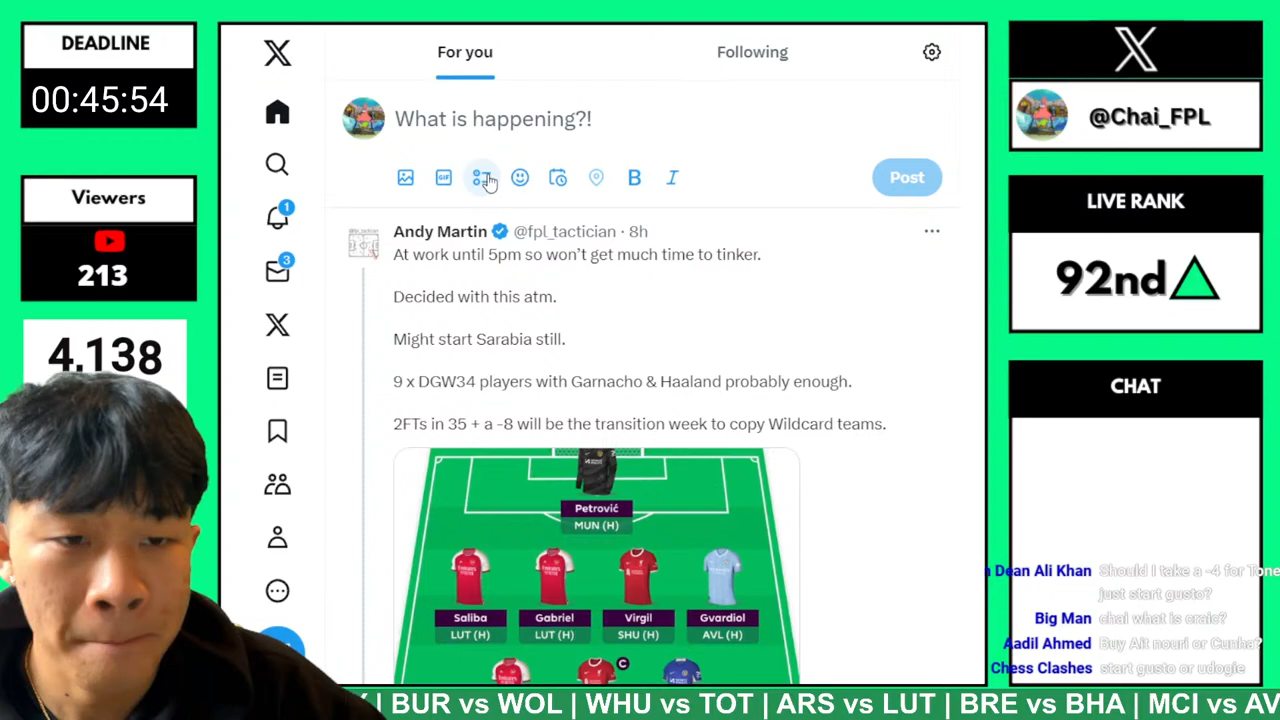 DEADLINE
00:45:54
Viewers
213
4,138
For you
Following
What is happening?!
GIF
B
I
Post
1
3
Andy Martin @fpl_tactician · 8h
At work until 5pm so won't get much time to tinker.
Decided with this atm.
Might start Sarabia still.
9 x DGW34 players with Garnacho & Haaland probably enough.
2FTs in 35 + a -8 will be the transition week to copy Wildcard teams.
Petrović
MUN (H)
Saliba
LUT (H)
Gabriel
LUT (H)
Virgil
SHU (H)
Gvardiol
AVL (H)
C
X
@Chai_FPL
LIVE RANK
92nd
CHAT
Dean Ali Khan Should I take a -4 for
just start gusto?
Big Man chai what is craic?
Aadil Ahmed Buy Ait nouri or Cunha?
Chess Clashes start gusto or udogie
| BUR vs WOL | WHU vs TOT | ARS vs LUT | BRE vs BHA | MCI vs AV